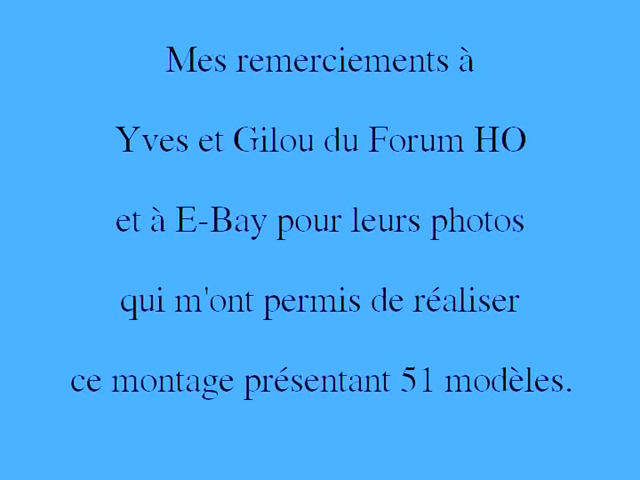 Mes remerciements à
Yves et Gilou du Forum HO
et à E-Bay pour leurs photos
qui m'ont permis de réaliser
ce montage présentant 51 modèles.